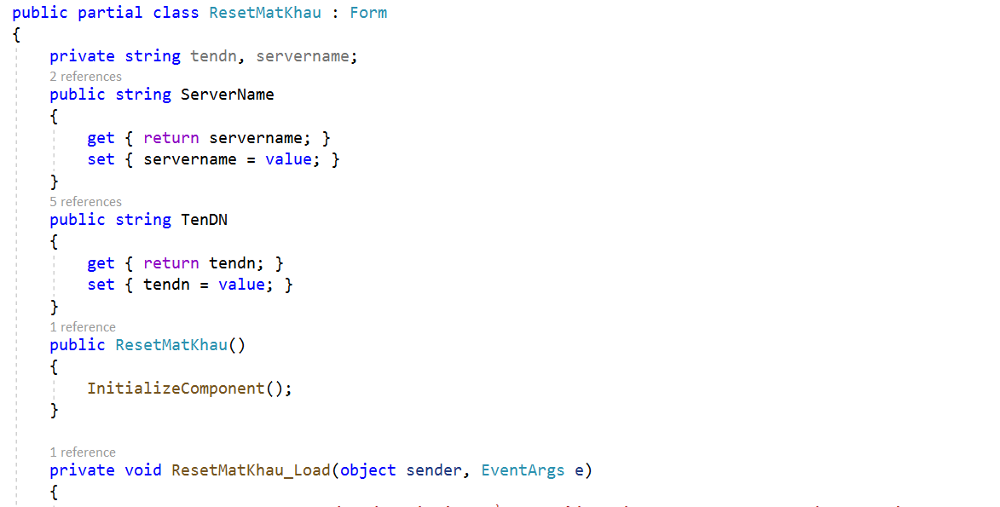 public partial class ResetMatKhau : Form
{
private string tendn, servername;
2 references
public string ServerName
{
get { return servername; }
set { servername = value; }
}
5 references
public string TenDN
{
get { return tendn; }
set { tendn = value; }
}
1 reference
public ResetMatKhau()
{
InitializeComponent();
}
1 reference
private void ResetMatKhau_Load(object sender, EventArgs e)
{